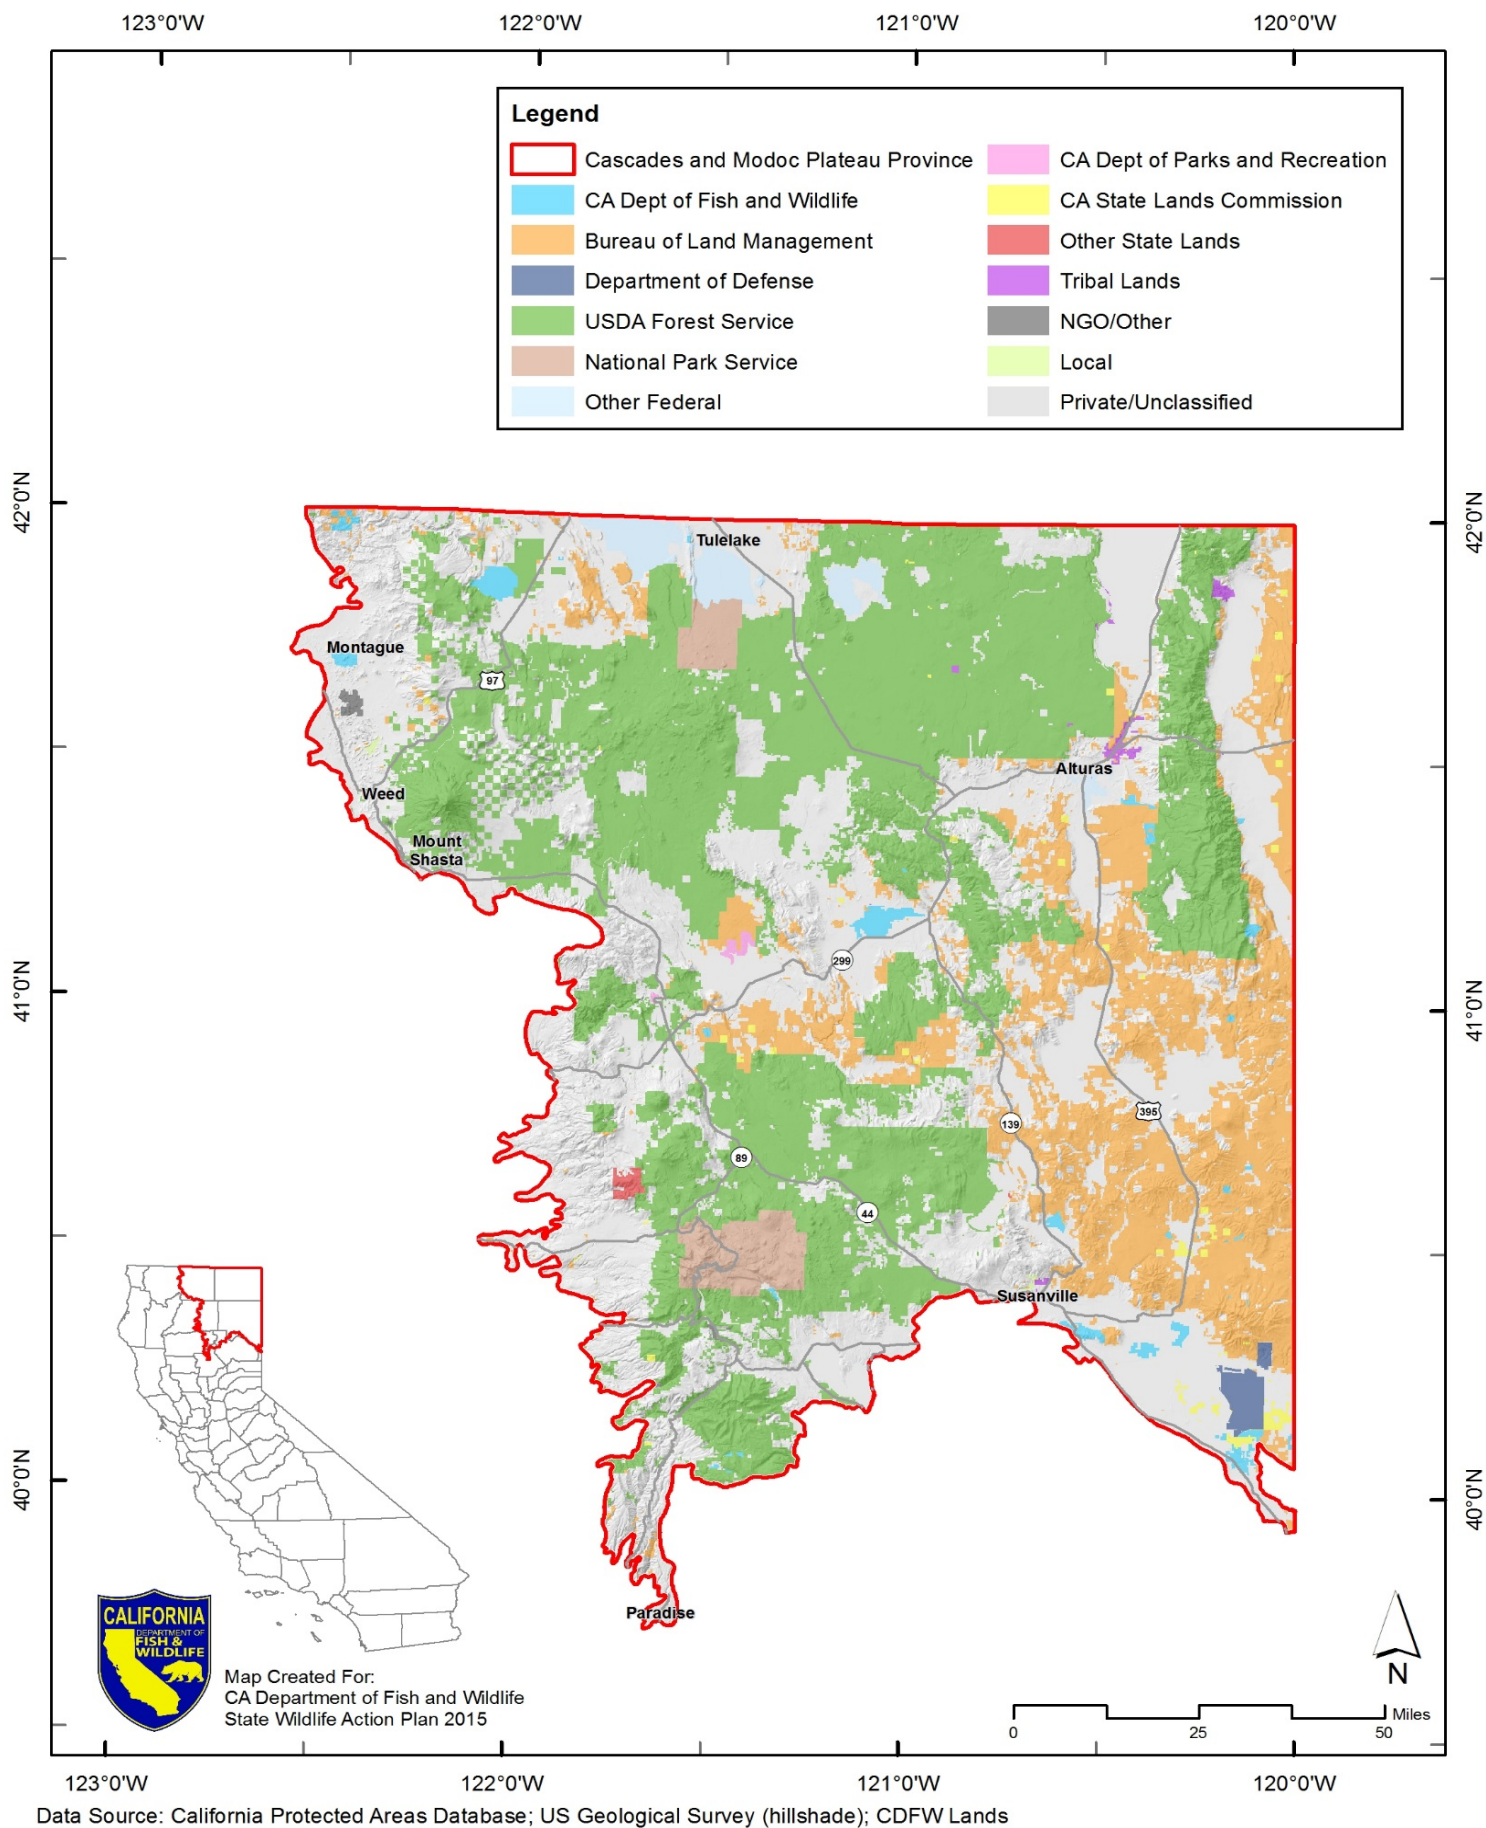 123°0'W 122°0'W 121°0'W 120°0'W
Legend
Cascades and Modoc Plateau Province
CA Dept of Fish and Wildlife
Bureau of Land Management
Department of Defense
USDA Forest Service
National Park Service
Other Federal
CA Dept of Parks and Recreation
CA State Lands Commission
Other State Lands
Tribal Lands
NGO/Other
Local
Private/Unclassified
42°0'N
42°0'N
Tulelake
Montague
97
Alturas
Weed
Mount
Shasta
299
41°0'N
41°0'N
395
139
89
44
Susanville
40°0'N
40°0'N
Paradise
CALIFORNIA
DEPARTMENT OF
FISH &
WILDLIFE
Map Created For:
CA Department of Fish and Wildlife
State Wildlife Action Plan 2015
N
Miles
0 25 50
123°0'W 122°0'W 121°0'W 120°0'W
Data Source: California Protected Areas Database; US Geological Survey (hillshade); CDFW Lands